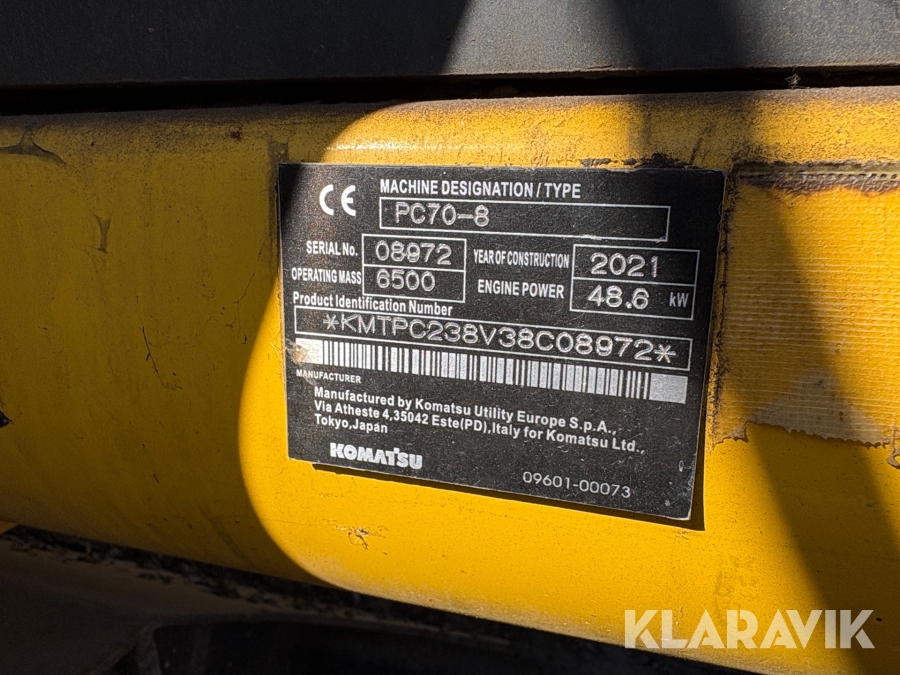 CE
MACHINE DESIGNATION / TYPE
PC70-8
SERIAL No. 08972 YEAR OF CONSTRUCTION 2021
OPERATING MASS 6500 ENGINE POWER 48.6 kW
Product Identification Number
*KMTPC238V38C08972*
MANUFACTURER
Manufactured by Komatsu Utility Europe S.p.A.,
Via Atheste 4,35042 Este(PD),Italy for Komatsu Ltd.,
Tokyo,Japan
KOMATSU
09601-00073
KLARAVIK